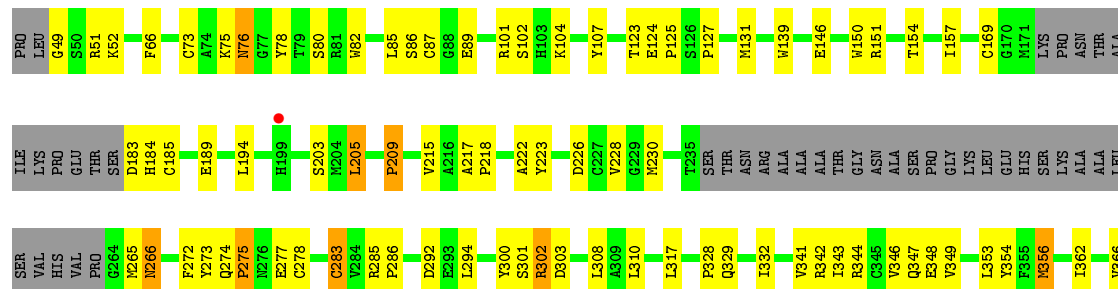 PRO LEU G49 S50 R51 K52 F66 C73 A74 K75 N76 G77 Y78 T79 S80 R81 W82 L85 S86 C87 G88 E89 R101 S102 H103 K104 Y107 T123 E124 P125 S126 P127 M131 W139 E146 W150 R151 T154 I157 C169 G170 M171 LYS PRO ASN THR ALA
ILE LYS PRO GLU THR SER D183 H184 C185 E189 L194 H199 S203 M204 L205 P209 V215 A216 A217 P218 A222 Y223 D226 C227 V228 G229 M230 T235 SER THR ASN ARG ALA ALA ALA THR GLY ASN ALA SER PRO GLY LYS LEU GLU HIS SER LYS ALA ALA LEU
SER VAL HIS VAL PRO G264 M265 N266 F272 Y273 Q274 P275 N276 E277 C278 C283 V284 R285 P286 D292 E293 L294 Y300 S301 R302 D303 L308 A309 L310 L317 P328 Q329 I332 V341 R342 I343 R344 C345 V346 Q347 E348 V349 L353 Y354 F355 M356 I362